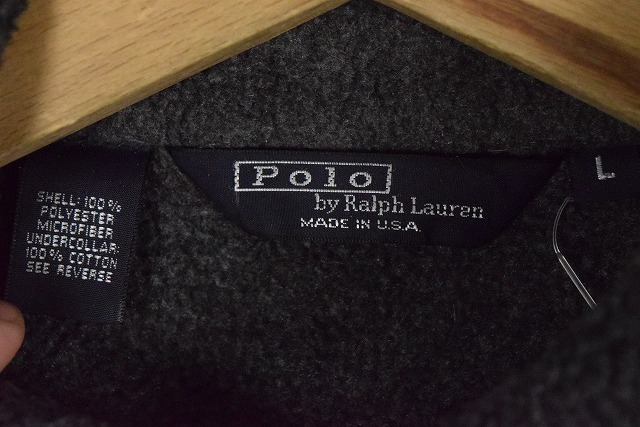 SHELL: 100%
POLYESTER
MICROFIBER
UNDERCOLLAR:
100% COTTON
SEE REVERSE
Polo
by Ralph Lauren
MADE IN U.S.A.
L